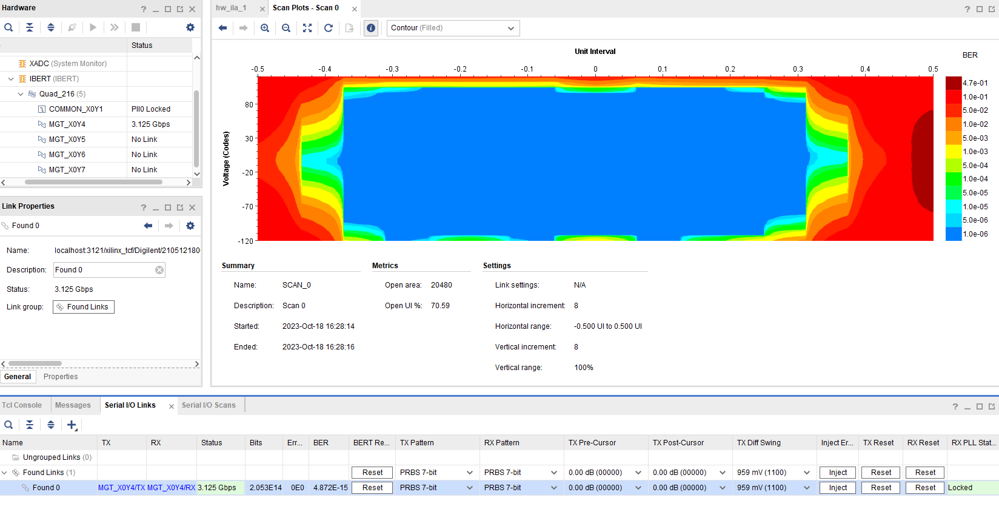 Hardware
Status
XADC (System Monitor)
IBERT (IBERT)
Quad_216 (5)
COMMON_X0Y1 Pll0 Locked
MGT_X0Y4 3.125 Gbps
MGT_X0Y5 No Link
MGT_X0Y6 No Link
MGT_X0Y7 No Link
Link Properties
Found 0
Name: localhost:3121/xilinx_tcf/Digilent/210512180
Description: Found 0
Status: 3.125 Gbps
Link group: Found Links
General Properties
hw_ila_1 Scan Plots - Scan 0
Contour (Filled)
Unit Interval
-0.5 -0.4 -0.3 -0.2 -0.1 0 0.1 0.2 0.3 0.4 0.5
Voltage (Codes)
80
30
-20
-70
-120
BER
4.7e-01
1.0e-01
5.0e-02
1.0e-02
5.0e-03
1.0e-03
5.0e-04
1.0e-04
5.0e-05
1.0e-05
5.0e-06
1.0e-06
Summary
Name: SCAN_0
Description: Scan 0
Started: 2023-Oct-18 16:28:14
Ended: 2023-Oct-18 16:28:16
Metrics
Open area: 20480
Open UI %: 70.59
Settings
Link settings: N/A
Horizontal increment: 8
Horizontal range: -0.500 UI to 0.500 UI
Vertical increment: 8
Vertical range: 100%
Tcl Console Messages Serial I/O Links Serial I/O Scans
Name TX RX Status Bits Err... BER BERT Re... TX Pattern RX Pattern TX Pre-Cursor TX Post-Cursor TX Diff Swing Inject Er... TX Reset RX Reset RX PLL Stat...
Ungrouped Links (0)
Found Links (1) Reset PRBS 7-bit PRBS 7-bit 0.00 dB (00000) 0.00 dB (00000) 959 mV (1100) Inject Reset Reset
Found 0 MGT_X0Y4/TX MGT_X0Y4/RX 3.125 Gbps 2.053E14 0E0 4.872E-15 Reset PRBS 7-bit PRBS 7-bit 0.00 dB (00000) 0.00 dB (00000) 959 mV (1100) Inject Reset Reset Locked